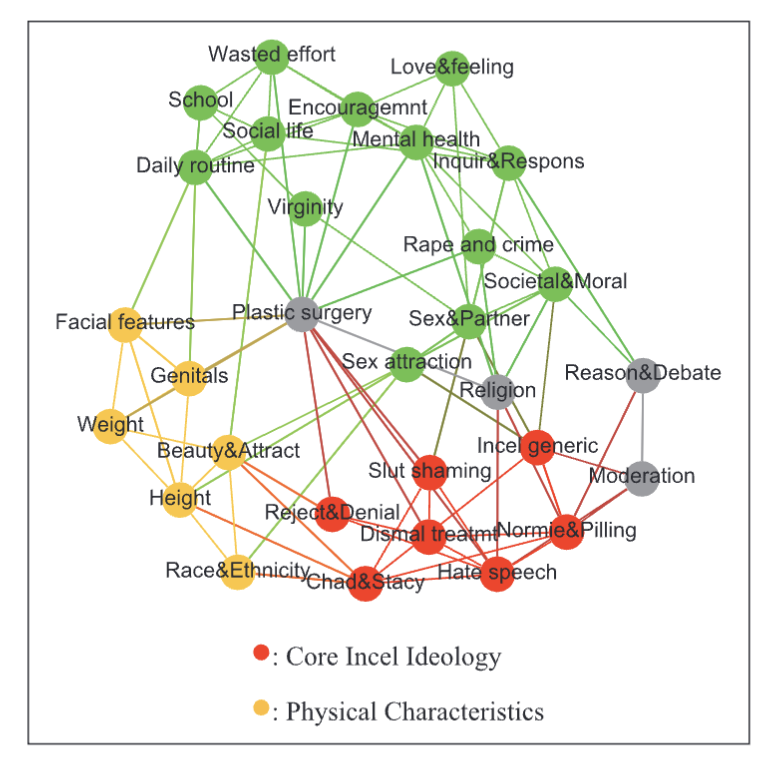 Wasted effort
Love&feeling
School
Encouragemnt
Social life
Mental health
Daily routine
Inquir&Respons
Virginity
Rape and crime
Societal&Moral
Facial features
Plastic surgery
Sex&Partner
Sex attraction
Reason&Debate
Genitals
Religion
Weight
Beauty&Attract
Incel generic
Slut shaming
Moderation
Height
Reject&Denial
Dismal treatmt
Normie&Pilling
Race&Ethnicity
Chad&Stacy
Hate speech
: Core Incel Ideology
: Physical Characteristics